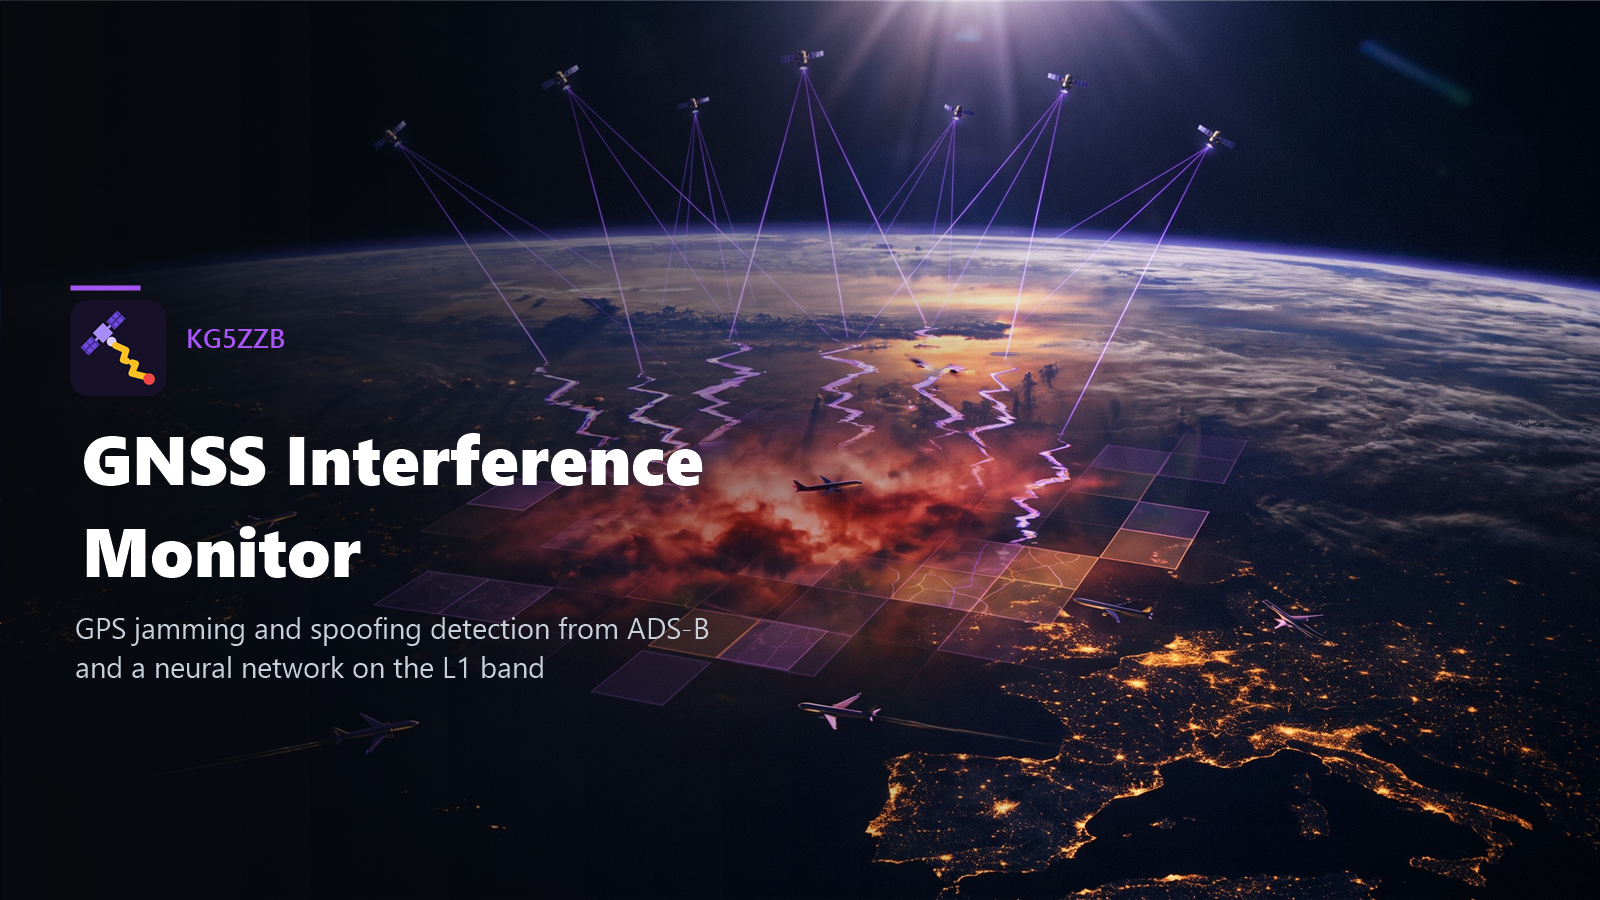 KG5ZZB
GNSS Interference
Monitor
GPS jamming and spoofing detection from ADS-B
and a neural network on the L1 band